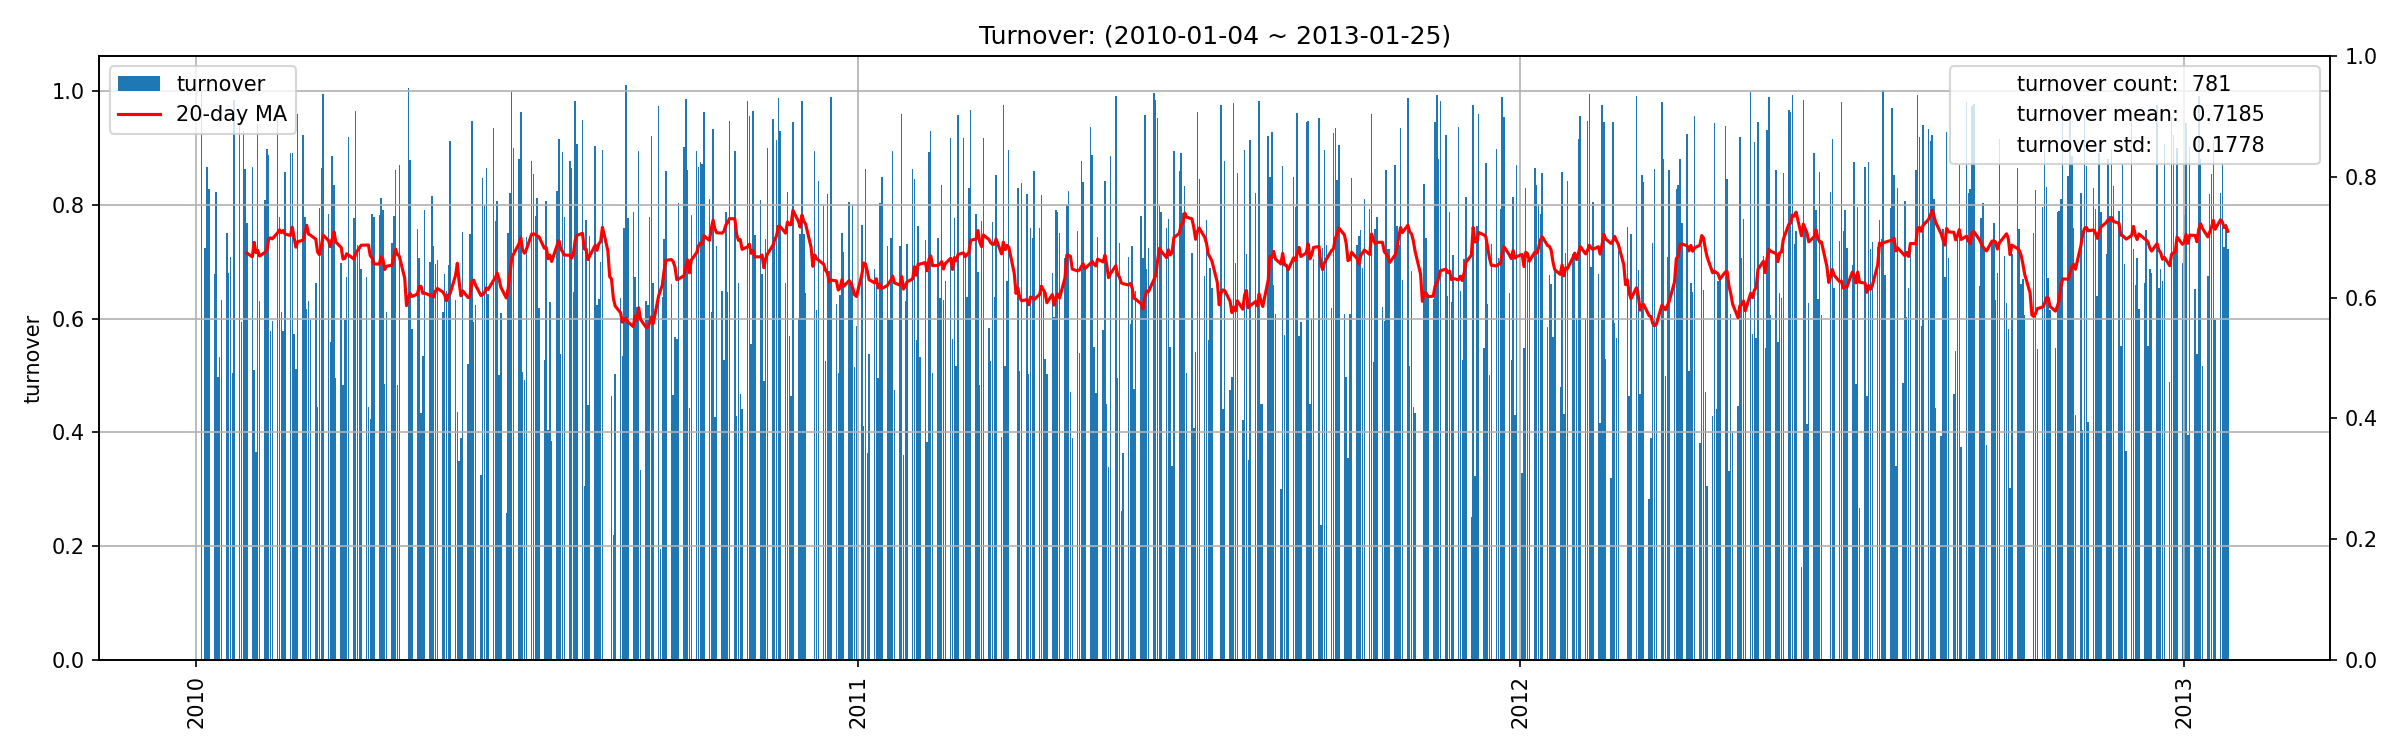 Turnover: (2010-01-04 ~ 2013-01-25)
turnover
20-day MA
turnover count: 781
turnover mean: 0.7185
turnover std: 0.1778
turnover
1.0
0.8
0.6
0.4
0.2
0.0
1.0
0.8
0.6
0.4
0.2
0.0
2010
2011
2012
2013